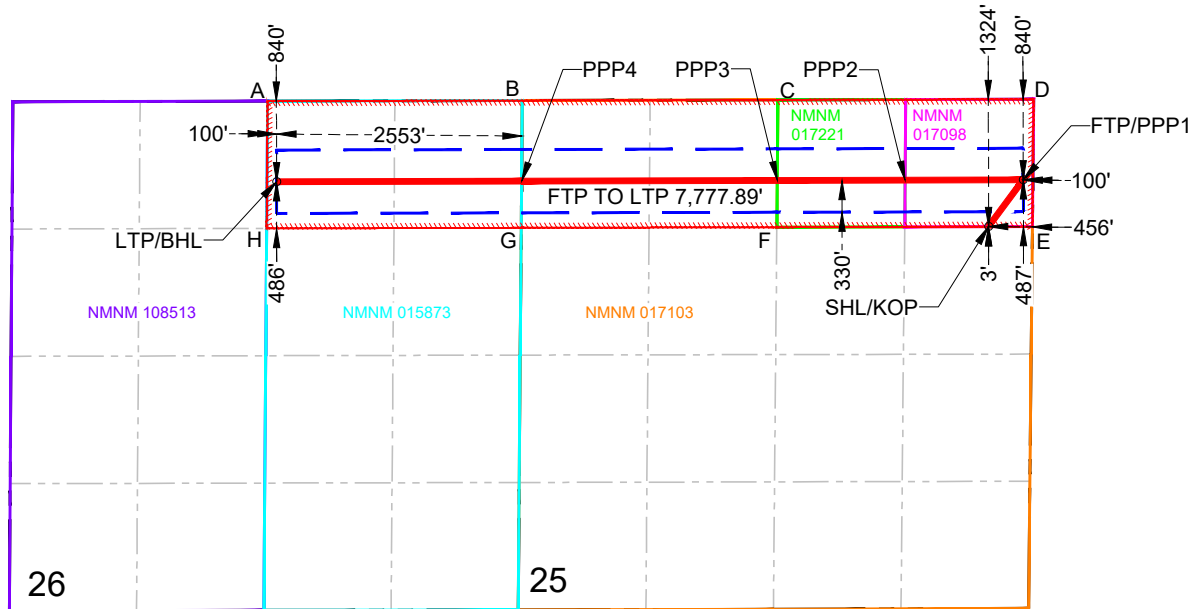 840'
1324'
840'
A
B
C
D
PPP4
PPP3
PPP2
NMNM
017221
NMNM
017098
FTP/PPP1
100'
2553'
100'
FTP TO LTP 7,777.89'
LTP/BHL
H
G
F
E
456'
486'
330'
3'
487'
SHL/KOP
NMNM 108513
NMNM 015873
NMNM 017103
26
25